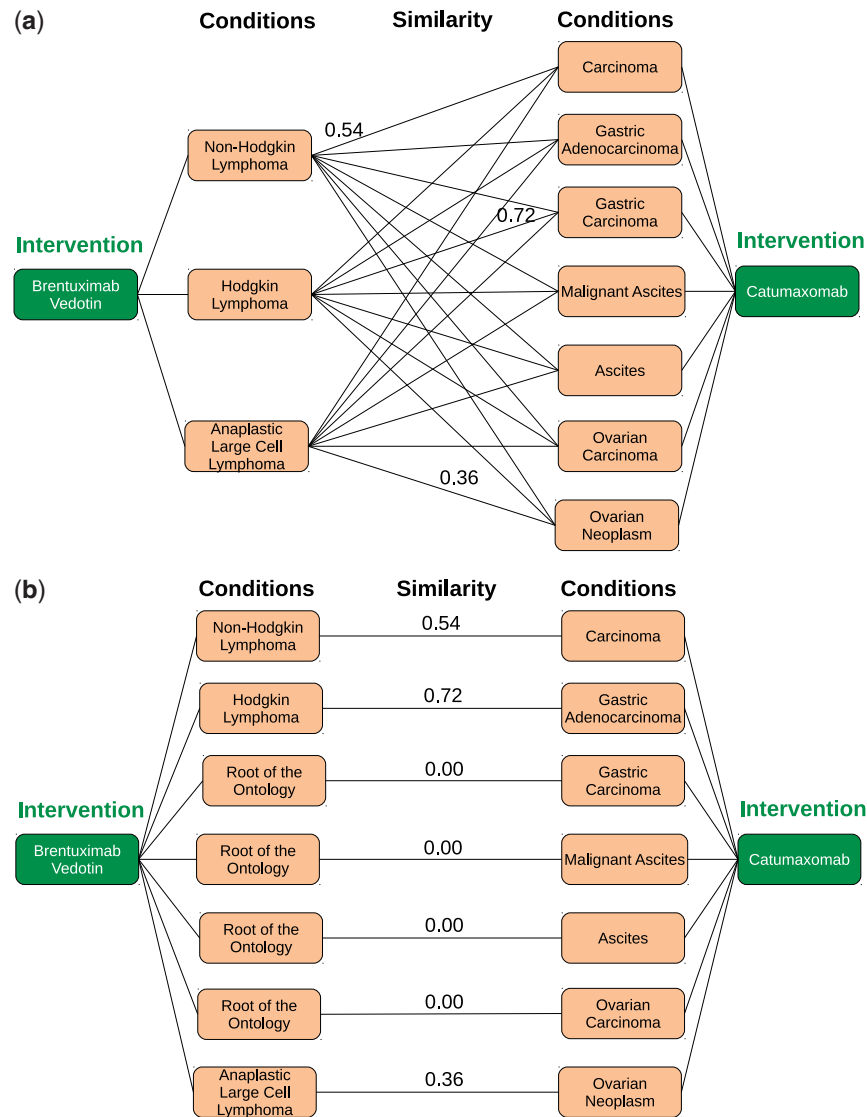 (a)
Conditions Similarity Conditions
Carcinoma
0.54
Non-Hodgkin
Lymphoma
Gastric
Adenocarcinoma
Gastric
Carcinoma
0.72
Intervention
Brentuximab
Vedotin
Hodgkin
Lymphoma
Malignant Ascites
Intervention
Catumaxomab
Ascites
Anaplastic
Large Cell
Lymphoma
Ovarian
Carcinoma
0.36
Ovarian
Neoplasm
(b)
Conditions Similarity Conditions
Non-Hodgkin
Lymphoma
0.54
Carcinoma
Hodgkin
Lymphoma
0.72
Gastric
Adenocarcinoma
Root of the
Ontology
0.00
Gastric
Carcinoma
Intervention
Brentuximab
Vedotin
Root of the
Ontology
0.00
Malignant Ascites
Intervention
Catumaxomab
Root of the
Ontology
0.00
Ascites
Root of the
Ontology
0.00
Ovarian
Carcinoma
Anaplastic
Large Cell
Lymphoma
0.36
Ovarian
Neoplasm